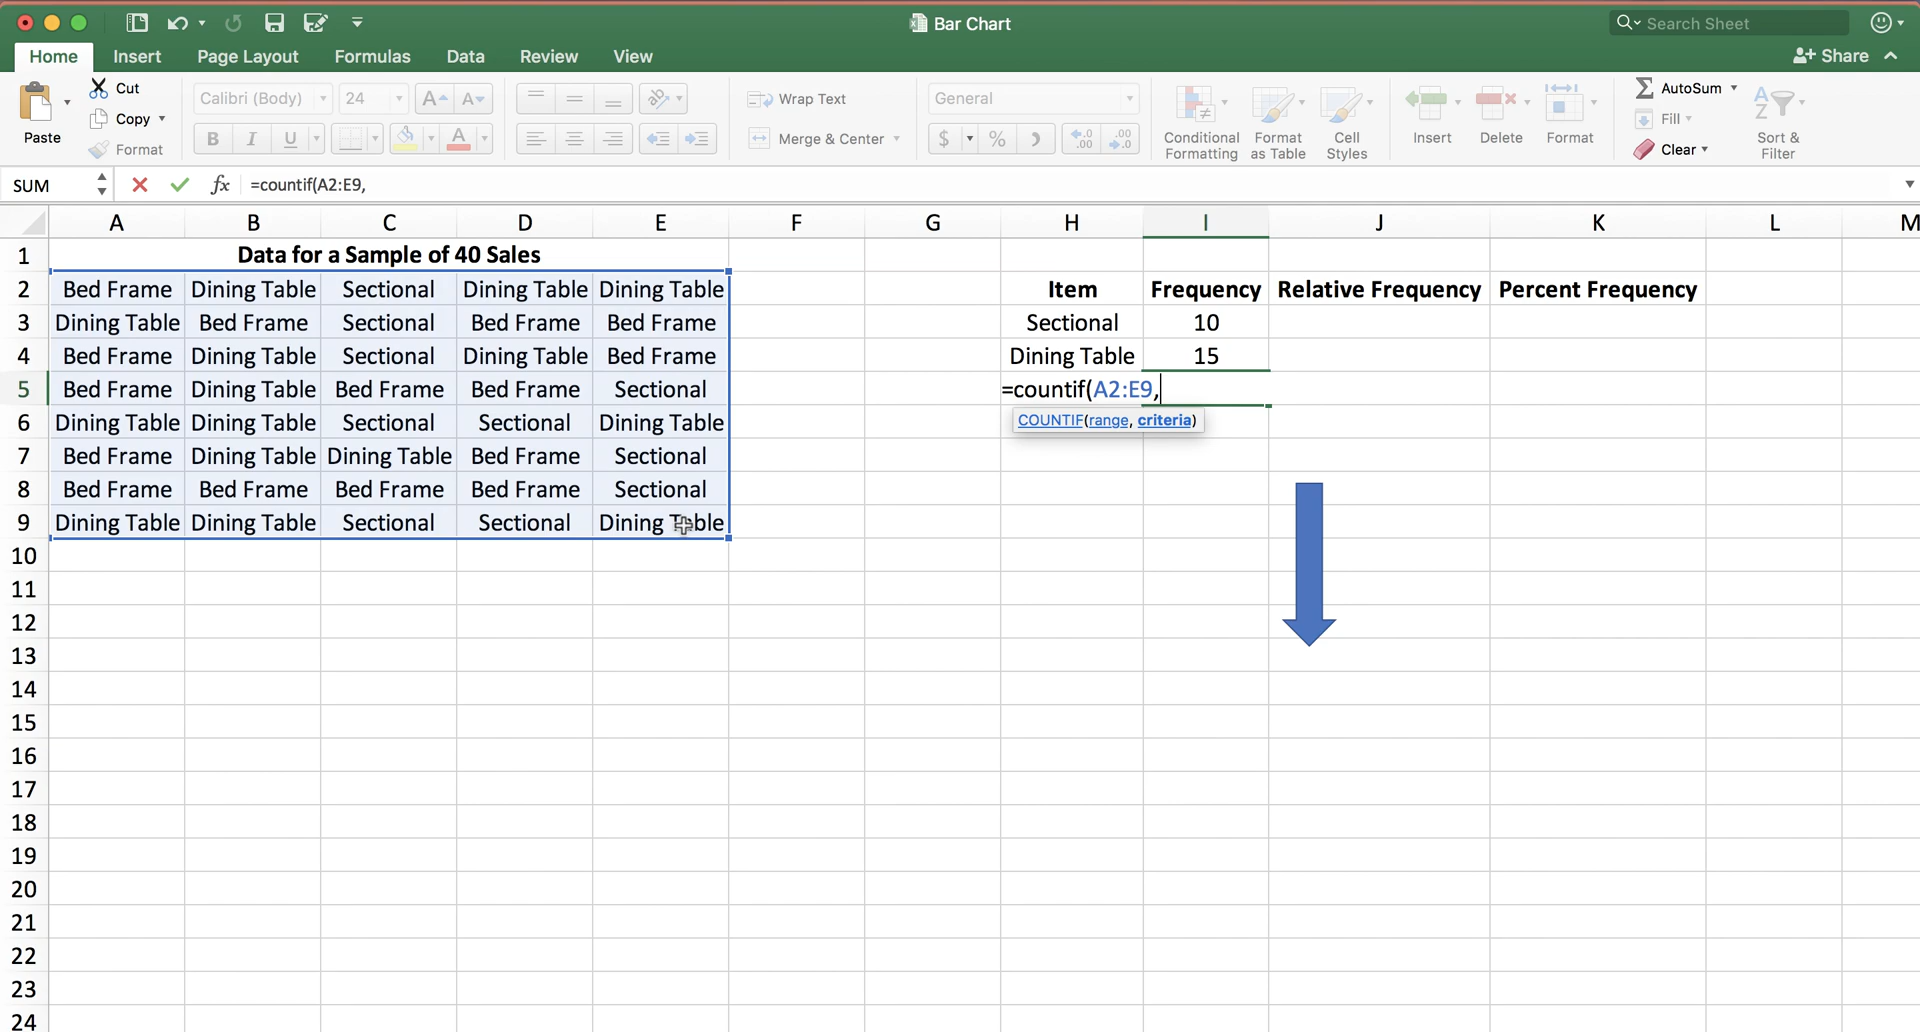 Bar Chart
Search Sheet
Home Insert Page Layout Formulas Data Review View
Share
Paste
Cut
Copy
Format
Calibri (Body) 24 A A
B I U A
Wrap Text
Merge & Center
General
$ % .0 .00 .00 .0
Conditional Formatting
Format as Table
Cell Styles
Insert
Delete
Format
AutoSum
Fill
Clear
Sort & Filter
SUM fx =countif(A2:E9,
A B C D E F G H I J K L M
1 Data for a Sample of 40 Sales
2 Bed Frame Dining Table Sectional Dining Table Dining Table Item Frequency Relative Frequency Percent Frequency
3 Dining Table Bed Frame Sectional Bed Frame Bed Frame Sectional 10
4 Bed Frame Dining Table Sectional Dining Table Bed Frame Dining Table 15
5 Bed Frame Dining Table Bed Frame Bed Frame Sectional =countif(A2:E9,
6 Dining Table Dining Table Sectional Sectional Dining Table COUNTIF(range, criteria)
7 Bed Frame Dining Table Dining Table Bed Frame Sectional
8 Bed Frame Bed Frame Bed Frame Bed Frame Sectional
9 Dining Table Dining Table Sectional Sectional Dining Table
10
11
12
13
14
15
16
17
18
19
20
21
22
23
24